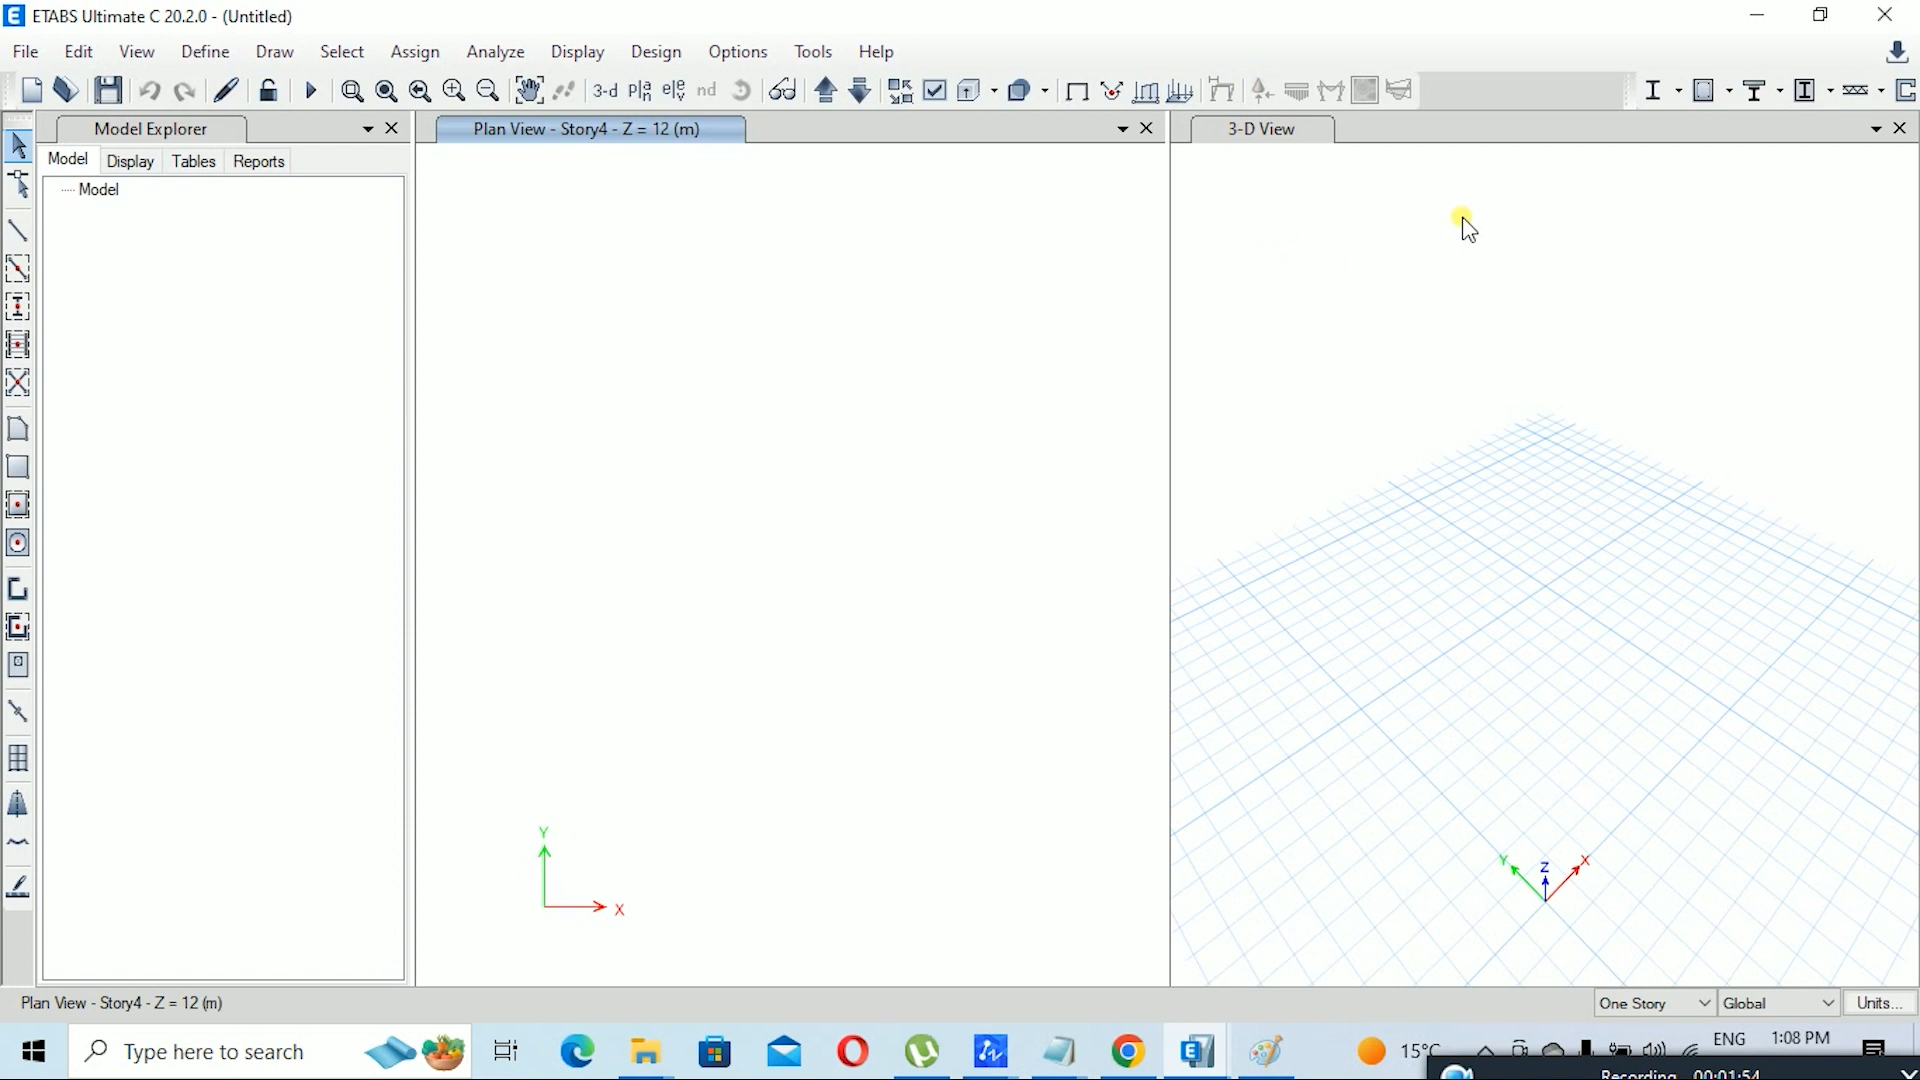 ETABS Ultimate C 20.2.0 - (Untitled)
File Edit View Define Draw Select Assign Analyze Display Design Options Tools Help
3-d nd
Model Explorer
Plan View - Story4 - Z = 12 (m)
3-D View
Model Display Tables Reports
Model
Y
X
Y Z X
Plan View - Story4 - Z = 12 (m)
One Story Global Units...
Type here to search
15°C
ENG
1:08 PM
Recording 00:01:54